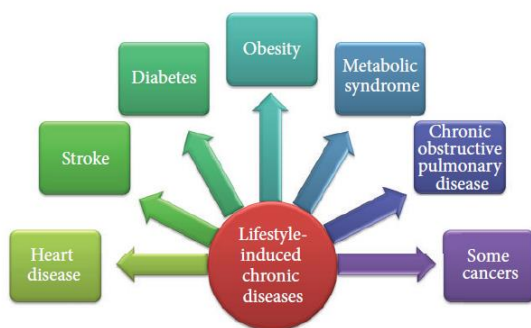 Obesity
Diabetes
Metabolic
syndrome
Stroke
Chronic
obstructive
pulmonary
disease
Heart
disease
Lifestyle-
induced
chronic
diseases
Some
cancers